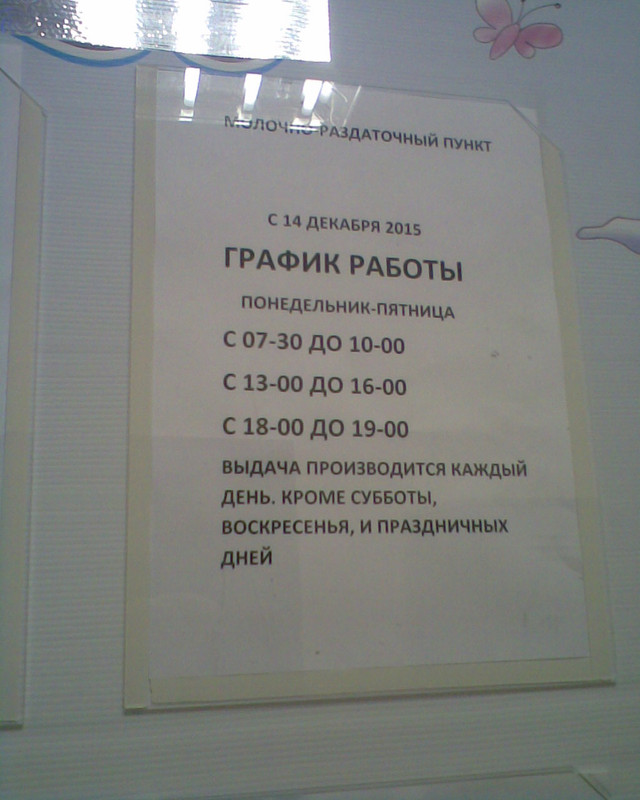 МОЛОЧНО-РАЗДАТОЧНЫЙ ПУНКТ
С 14 ДЕКАБРЯ 2015
ГРАФИК РАБОТЫ
ПОНЕДЕЛЬНИК-ПЯТНИЦА
С 07-30 ДО 10-00
С 13-00 ДО 16-00
С 18-00 ДО 19-00
ВЫДАЧА ПРОИЗВОДИТСЯ КАЖДЫЙ
ДЕНЬ. КРОМЕ СУББОТЫ,
ВОСКРЕСЕНЬЯ, И ПРАЗДНИЧНЫХ
ДНЕЙ